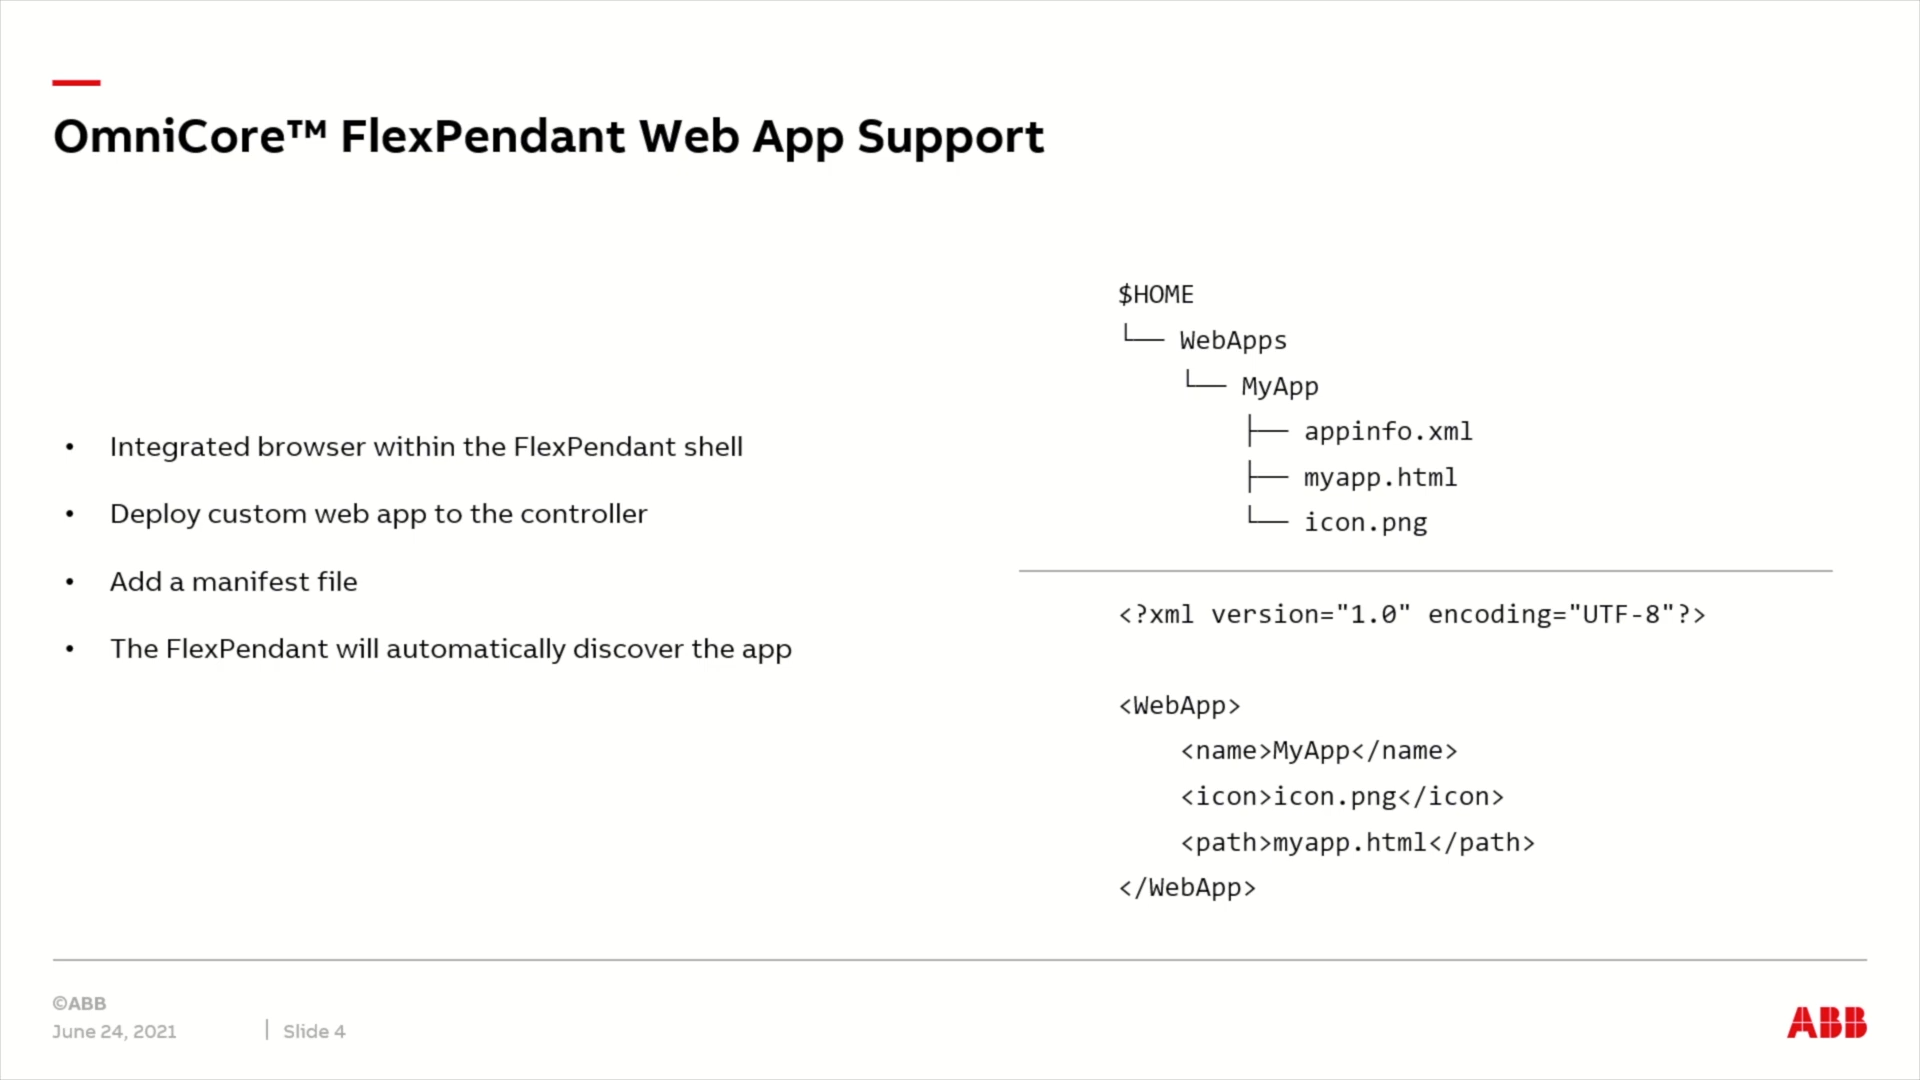 OmniCore™ FlexPendant Web App Support
• Integrated browser within the FlexPendant shell
• Deploy custom web app to the controller
• Add a manifest file
• The FlexPendant will automatically discover the app
$HOME
└── WebApps
    └── MyApp
        ├── appinfo.xml
        ├── myapp.html
        └── icon.png
<?xml version="1.0" encoding="UTF-8"?>
<WebApp>
    <name>MyApp</name>
    <icon>icon.png</icon>
    <path>myapp.html</path>
</WebApp>
©ABB
June 24, 2021 | Slide 4
ABB